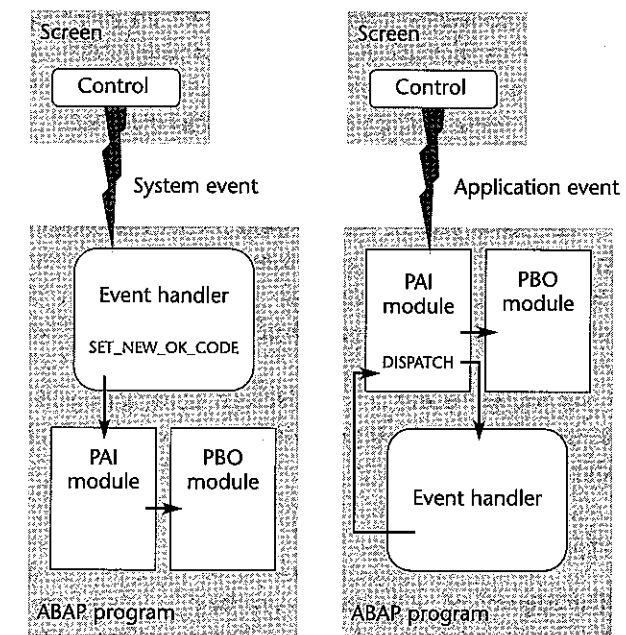 Screen
Control
System event
Event handler
SET_NEW_OK_CODE
PAI
module
PBO
module
ABAP program
Screen
Control
Application event
PAI
module
DISPATCH
PBO
module
Event handler
ABAP program